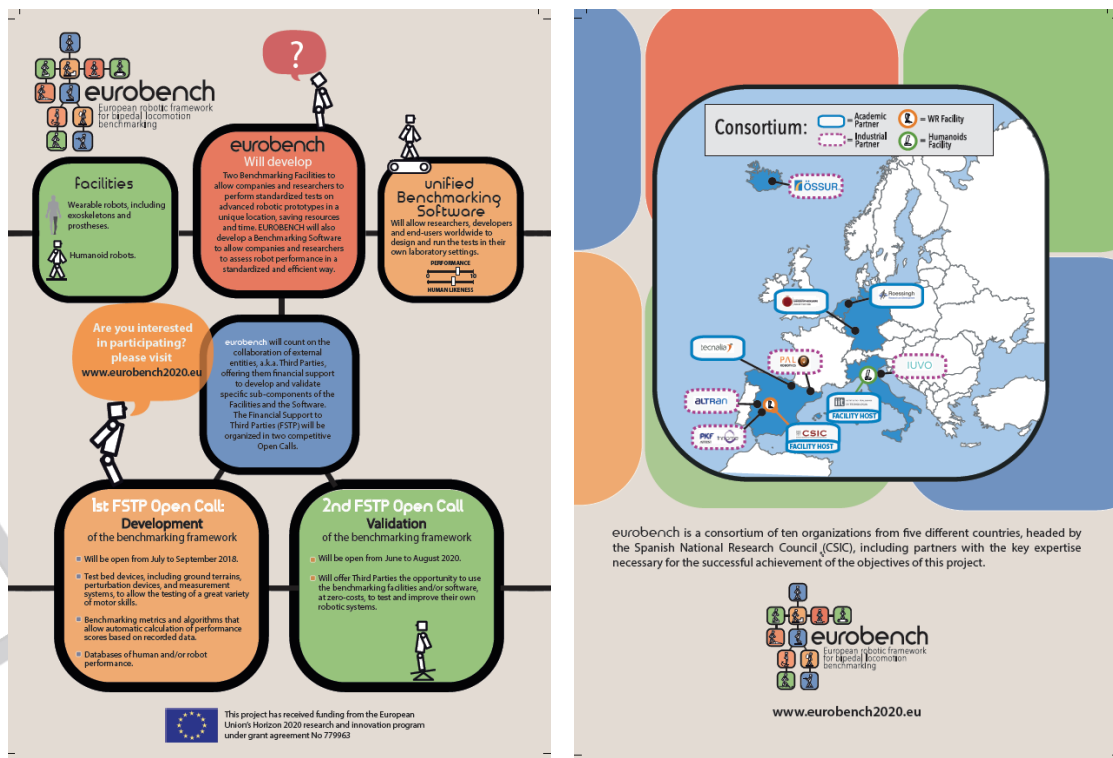 ?
eurobench
European robotic framework
for bipedal locomotion
benchmarking
facilities
Wearable robots, including
exoskeletons and
prostheses.
Humanoid robots.
eurobench
Will develop
Two Benchmarking Facilities to
allow companies and researchers to
perform standardized tests on
advanced robotic prototypes in a
unique location, saving resources
and time. EUROBENCH will also
develop a Benchmarking Software
to allow companies and researchers
to assess robot performance in a
standardized and efficient way.
unified
Benchmarking
Software
Will allow researchers, developers
and end-users worldwide to
design and run the tests in their
own laboratory settings.
PERFORMANCE
0 10
HUMAN LIKENESS
Are you interested
in participating?
please visit
www.eurobench2020.eu
eurobench will count on the
collaboration of external
entities, a.k.a. Third Parties,
offering them financial support
to develop and validate
specific sub-components of the
Facilities and the Software.
The Financial Support to
Third Parties (FSTP) will be
organized in two competitive
Open Calls.
1st FSTP Open Call:
Development
of the benchmarking framework
Will be open from July to September 2018.
Test bed devices, including ground terrains,
perturbation devices, and measurement
systems, to allow the testing of a great variety
of motor skills.
Benchmarking metrics and algorithms that
allow automatic calculation of performance
scores based on recorded data.
Databases of human and/or robot
performance.
2nd FSTP Open Call
Validation
of the benchmarking framework
Will be open from June to August 2020.
Will offer Third Parties the opportunity to use
the benchmarking facilities and/or software,
at zero-costs, to test and improve their own
robotic systems.
This project has received funding from the European
Union's Horizon 2020 research and innovation program
under grant agreement No 779963
Consortium:
= Academic
Partner
= Industrial
Partner
= WR Facility
= Humanoids
Facility
ÖSSUR
Roessingh
tecnalia
PAL
IUVO
ALTRAN
FACILITY HOST
PKF
CSIC
FACILITY HOST
eurobench is a consortium of ten organizations from five different countries, headed by
the Spanish National Research Council (CSIC), including partners with the key expertise
necessary for the successful achievement of the objectives of this project.
eurobench
European robotic framework
for bipedal locomotion
benchmarking
www.eurobench2020.eu